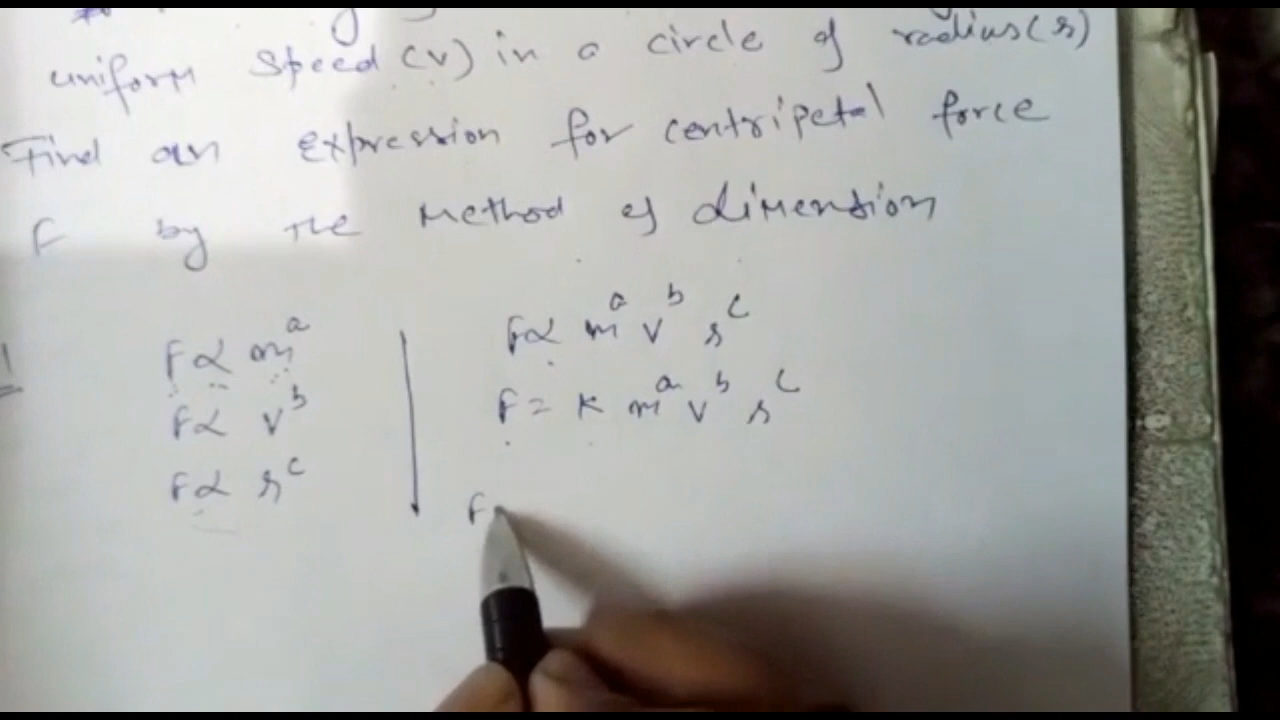 uniform speed (v) in a circle of radius (r)
Find an expression for centripetal force
F by the method of dimension
F ∝ m^a
F ∝ v^b
F ∝ r^c
F ∝ m^a v^b r^c
F = K m^a v^b r^c
F